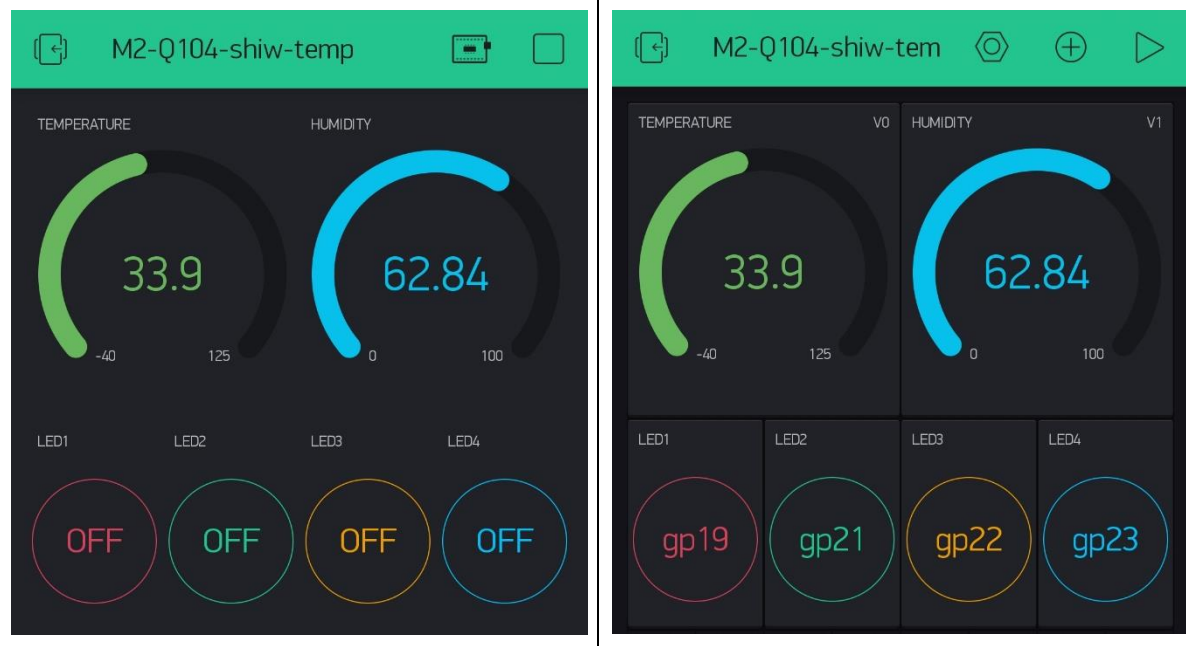 M2-Q104-shiw-temp
TEMPERATURE HUMIDITY
33.9 62.84
-40 125 0 100
LED1 LED2 LED3 LED4
OFF OFF OFF OFF
M2-Q104-shiw-tem
TEMPERATURE V0 HUMIDITY V1
33.9 62.84
-40 125 0 100
LED1 LED2 LED3 LED4
gp19 gp21 gp22 gp23